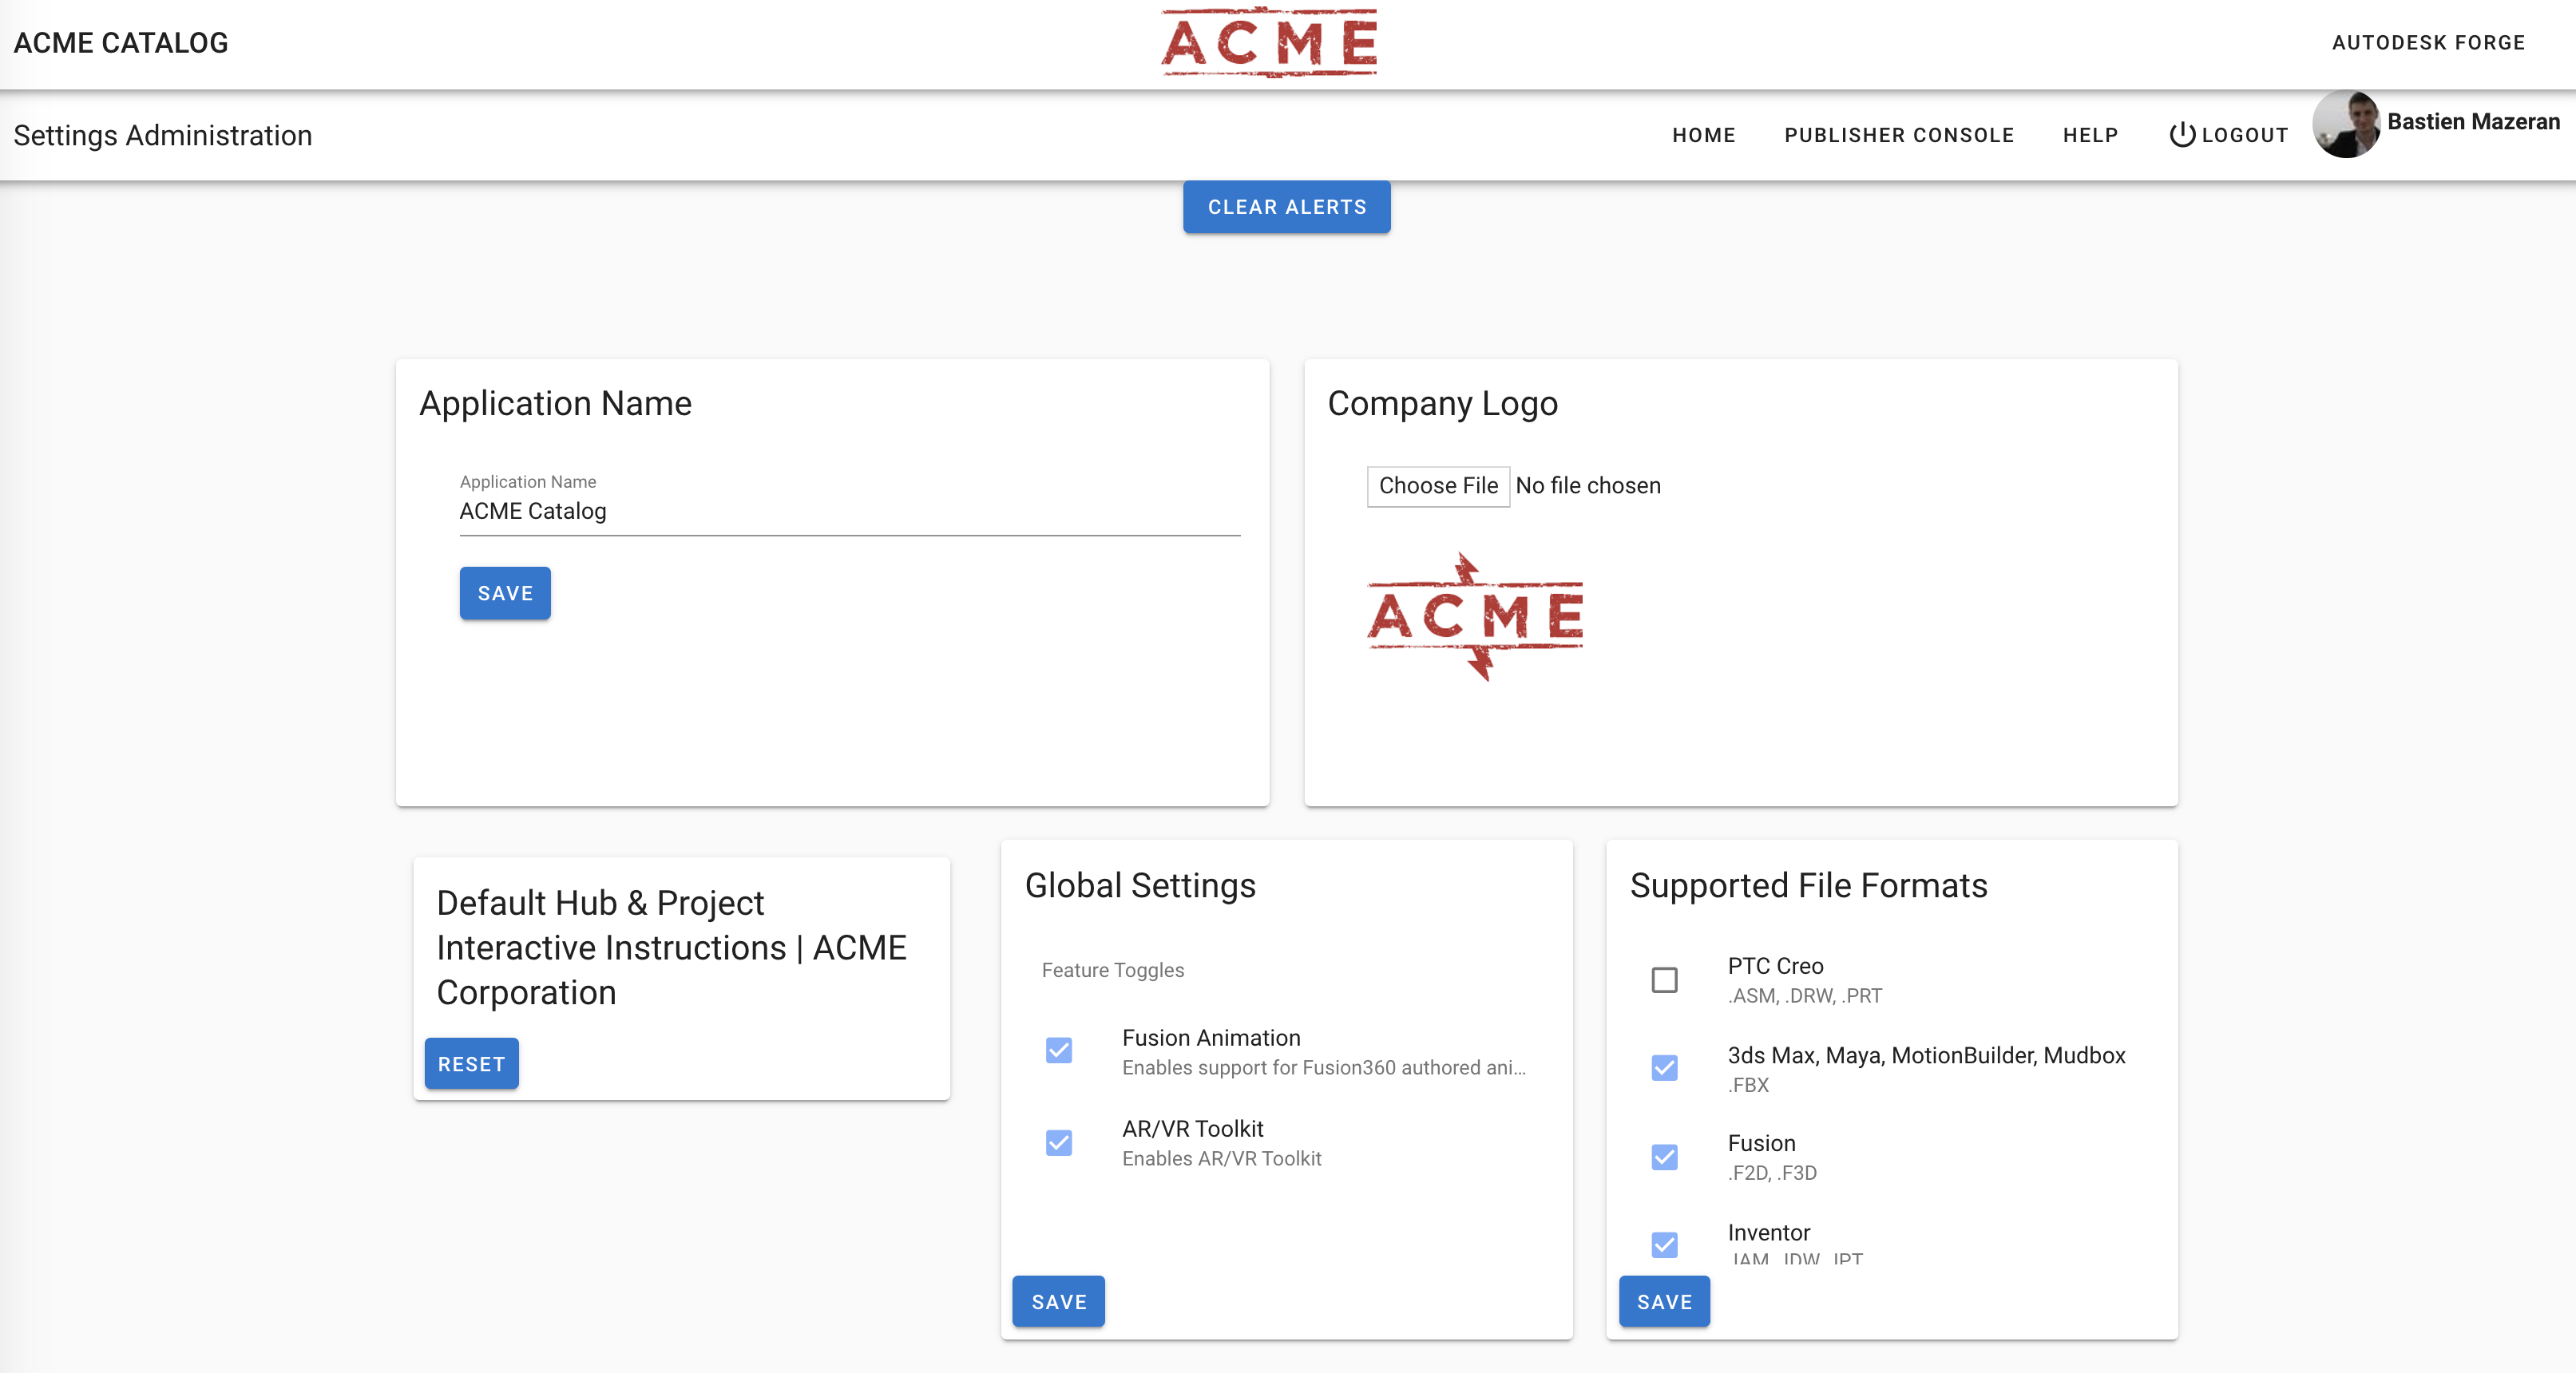 ACME CATALOG
ACME
AUTODESK FORGE
Settings Administration
HOME
PUBLISHER CONSOLE
HELP
LOGOUT
Bastien Mazeran
CLEAR ALERTS
Application Name
Application Name
ACME Catalog
SAVE
Company Logo
Choose File No file chosen
ACME
Default Hub & Project
Interactive Instructions | ACME
Corporation
RESET
Global Settings
Feature Toggles
Fusion Animation
Enables support for Fusion360 authored ani...
AR/VR Toolkit
Enables AR/VR Toolkit
SAVE
Supported File Formats
PTC Creo
.ASM, .DRW, .PRT
3ds Max, Maya, MotionBuilder, Mudbox
.FBX
Fusion
.F2D, .F3D
Inventor
.IAM, .IDW, .IPT
SAVE